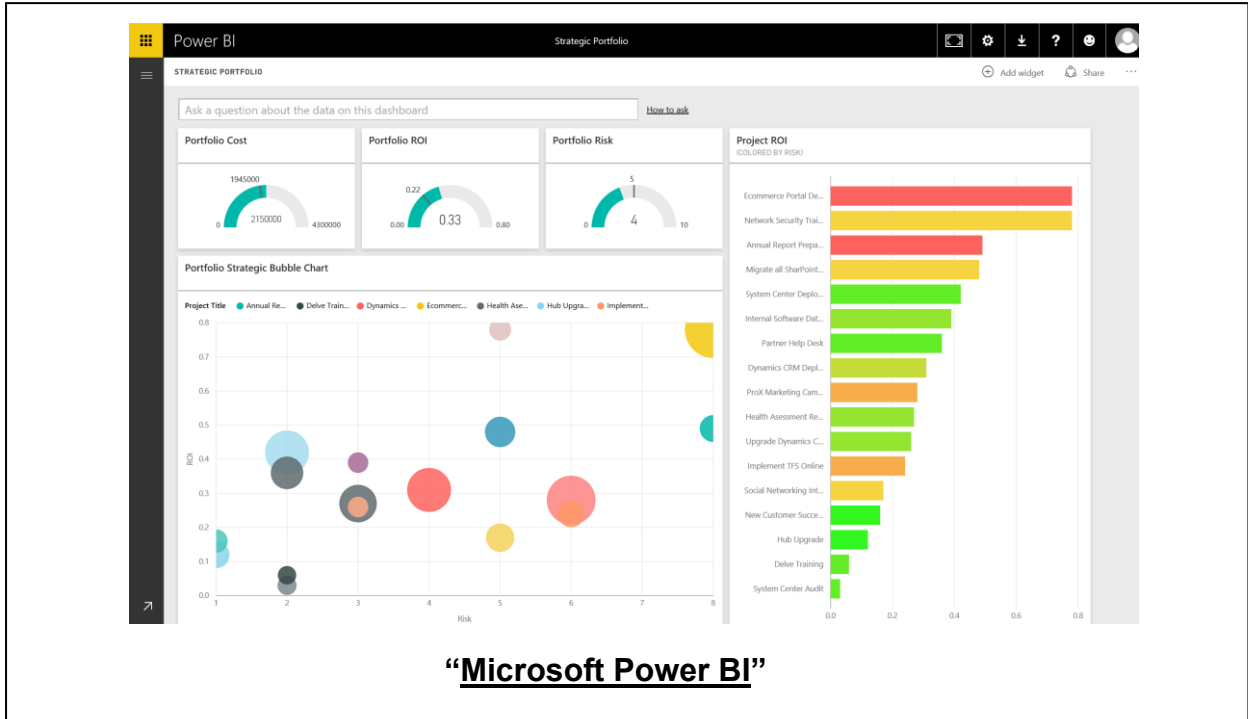 Power BI
Strategic Portfolio
STRATEGIC PORTFOLIO
Add widget
Share
...
Ask a question about the data on this dashboard
How to ask
Portfolio Cost
1945000
2150000
0
4300000
Portfolio ROI
0.22
0.33
0.00
0.80
Portfolio Risk
5
4
0
10
Portfolio Strategic Bubble Chart
Project Title
Annual Re...
Delve Train...
Dynamics ...
Ecommerc...
Health Ase...
Hub Upgra...
Implement...
0.8
0.7
0.6
0.5
0.4
0.3
0.2
0.1
0.0
ROI
1 2 3 4 5 6 7 8
Risk
Project ROI
(COLORED BY RISK)
Ecommerce Portal De...
Network Security Trai...
Annual Report Prepa...
Migrate all SharPoint...
System Center Deplo...
Internal Software Dat...
Partner Help Desk
Dynamics CRM Depl...
ProX Marketing Cam...
Health Asessment Re...
Upgrade Dynamics C...
Implement TFS Online
Social Networking Int...
New Customer Succe...
Hub Upgrade
Delve Training
System Center Audit
0.0 0.2 0.4 0.6 0.8
“Microsoft Power BI”